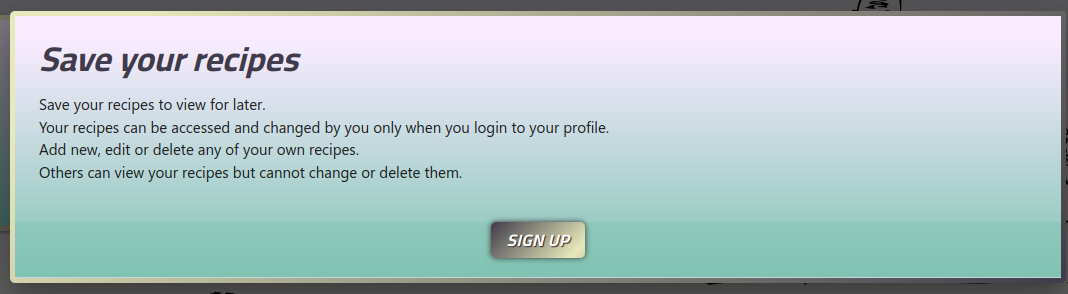 Save your recipes
Save your recipes to view for later.
Your recipes can be accessed and changed by you only when you login to your profile.
Add new, edit or delete any of your own recipes.
Others can view your recipes but cannot change or delete them.
SIGN UP